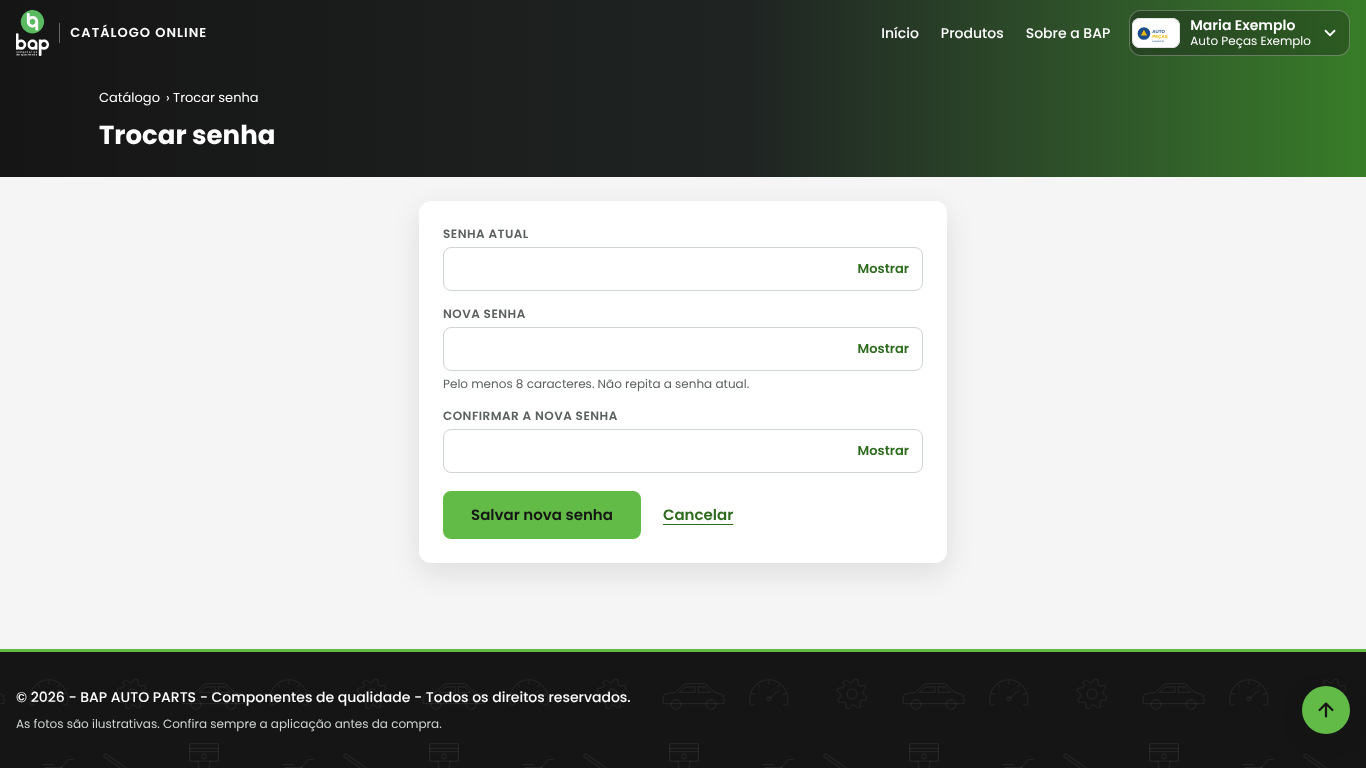 bap
CATÁLOGO ONLINE
Início
Produtos
Sobre a BAP
AUTO PEÇAS
Maria Exemplo
Auto Peças Exemplo
Catálogo › Trocar senha
Trocar senha
SENHA ATUAL
Mostrar
NOVA SENHA
Mostrar
Pelo menos 8 caracteres. Não repita a senha atual.
CONFIRMAR A NOVA SENHA
Mostrar
Salvar nova senha
Cancelar
© 2026 - BAP AUTO PARTS - Componentes de qualidade - Todos os direitos reservados.
As fotos são ilustrativas. Confira sempre a aplicação antes da compra.